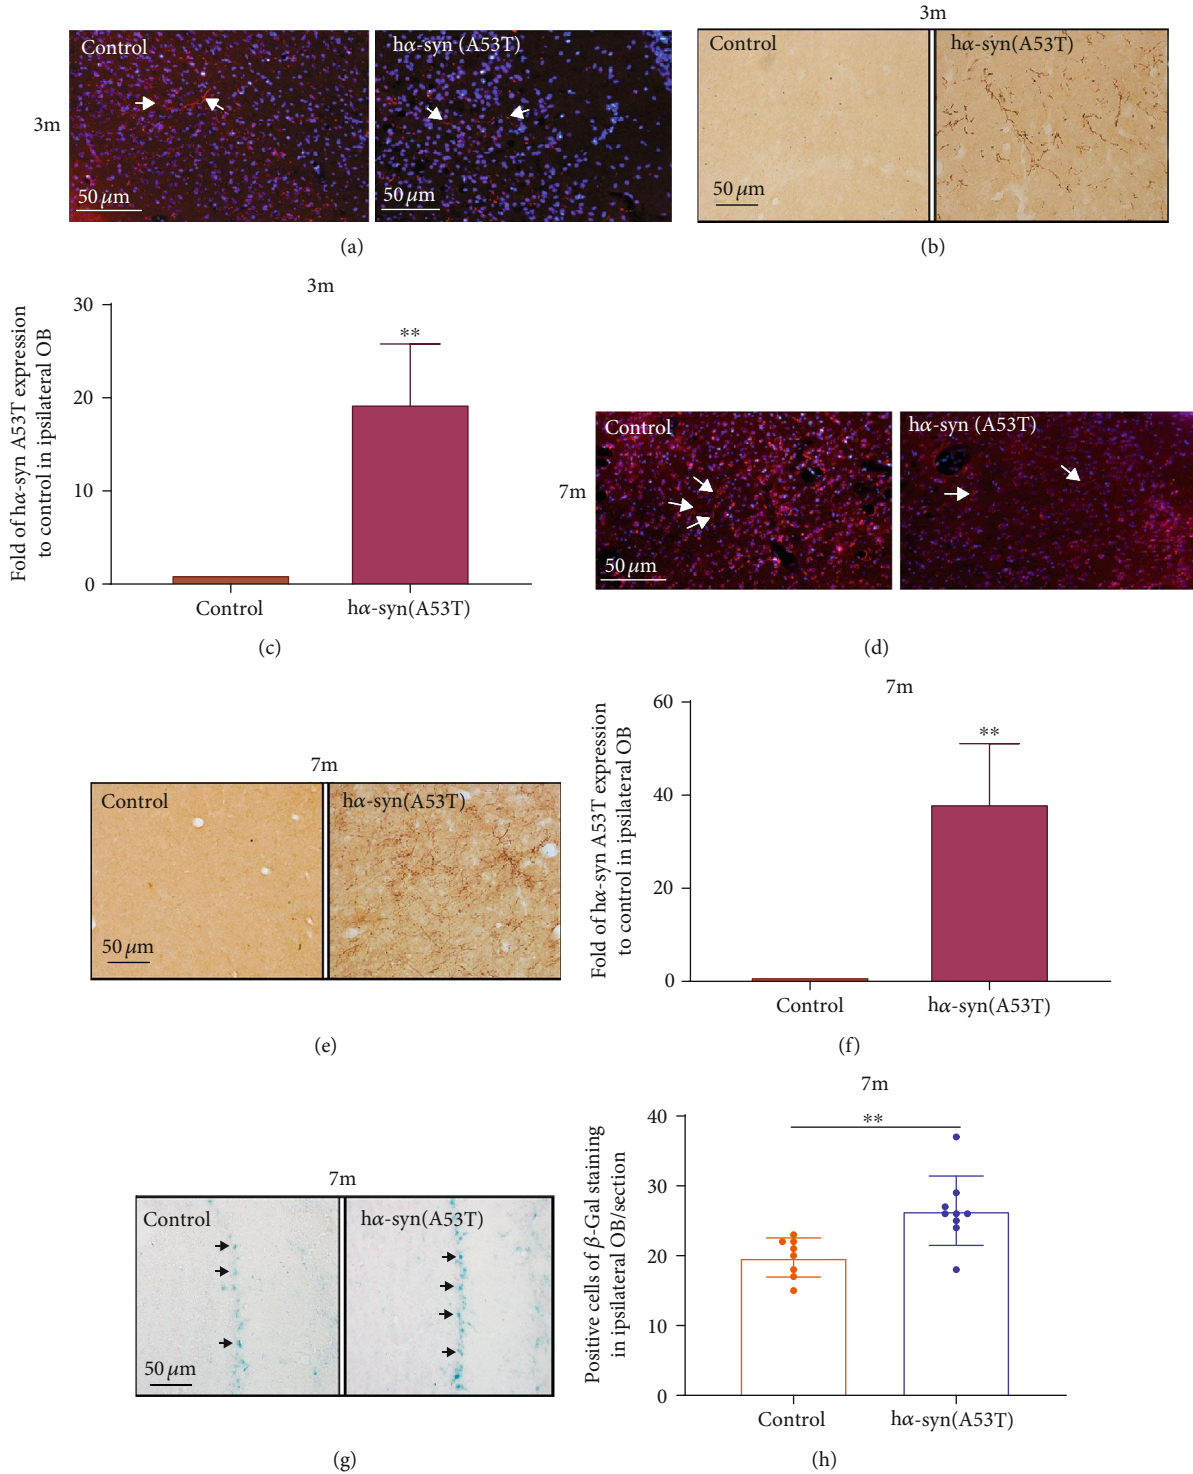 3m
Control
hα-syn (A53T)
3m
50 μm
50 μm
(a)
Control
hα-syn(A53T)
50 μm
(b)
3m
Fold of hα-syn A53T expression
to control in ipsilateral OB
30
20
10
0
**
Control
hα-syn(A53T)
(c)
Control
hα-syn (A53T)
7m
50 μm
(d)
7m
Control
hα-syn(A53T)
50 μm
(e)
7m
Fold of hα-syn A53T expression
to control in ipsilateral OB
60
40
20
0
**
Control
hα-syn(A53T)
(f)
7m
Control
hα-syn(A53T)
50 μm
(g)
7m
Positive cells of β-Gal staining
in ipsilateral OB/section
40
30
20
10
0
**
Control
hα-syn(A53T)
(h)